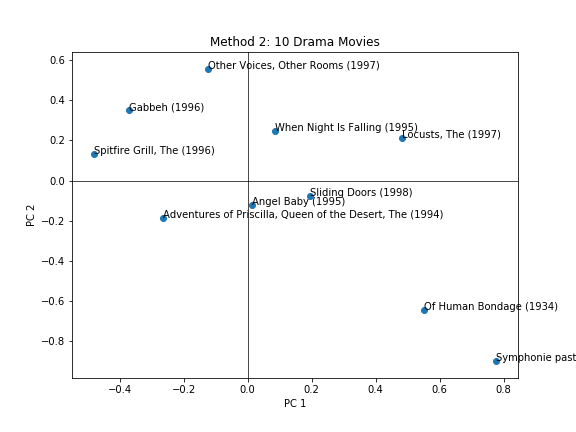 Method 2: 10 Drama Movies
0.6
Other Voices, Other Rooms (1997)
0.4
Gabbeh (1996)
When Night Is Falling (1995)
Locusts, The (1997)
0.2
Spitfire Grill, The (1996)
0.0
Sliding Doors (1998)
Angel Baby (1995)
Adventures of Priscilla, Queen of the Desert, The (1994)
−0.2
PC 2
−0.4
−0.6
Of Human Bondage (1934)
−0.8
Symphonie past
−0.4 −0.2 0.0 0.2 0.4 0.6 0.8
PC 1